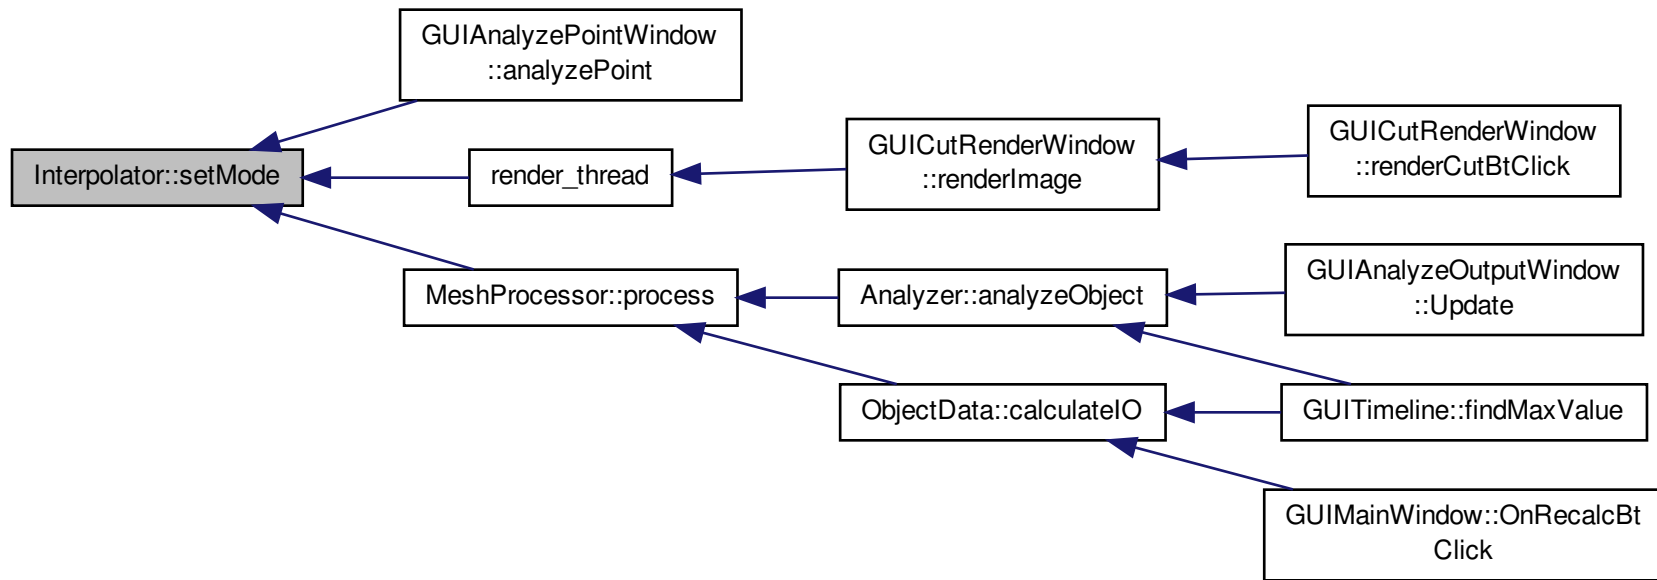 GUIAnalyzePointWindow
::analyzePoint
Interpolator::setMode
render_thread
GUICutRenderWindow
::renderImage
GUICutRenderWindow
::renderCutBtClick
MeshProcessor::process
Analyzer::analyzeObject
GUIAnalyzeOutputWindow
::Update
ObjectData::calculateIO
GUITimeline::findMaxValue
GUIMainWindow::OnRecalcBt
Click